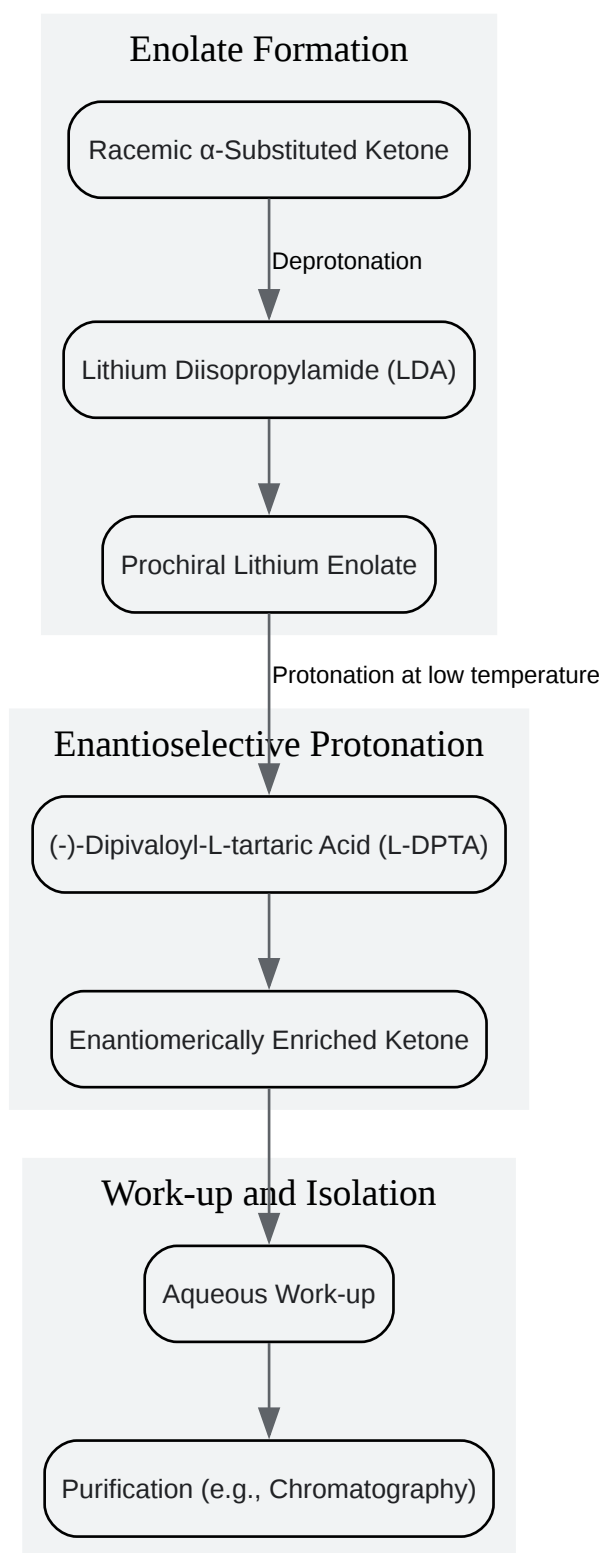 Enolate Formation
Racemic α-Substituted Ketone
Deprotonation
Lithium Diisopropylamide (LDA)
Prochiral Lithium Enolate
Protonation at low temperature
Enantioselective Protonation
(-)-Dipivaloyl-L-tartaric Acid (L-DPTA)
Enantiomerically Enriched Ketone
Work-up and Isolation
Aqueous Work-up
Purification (e.g., Chromatography)